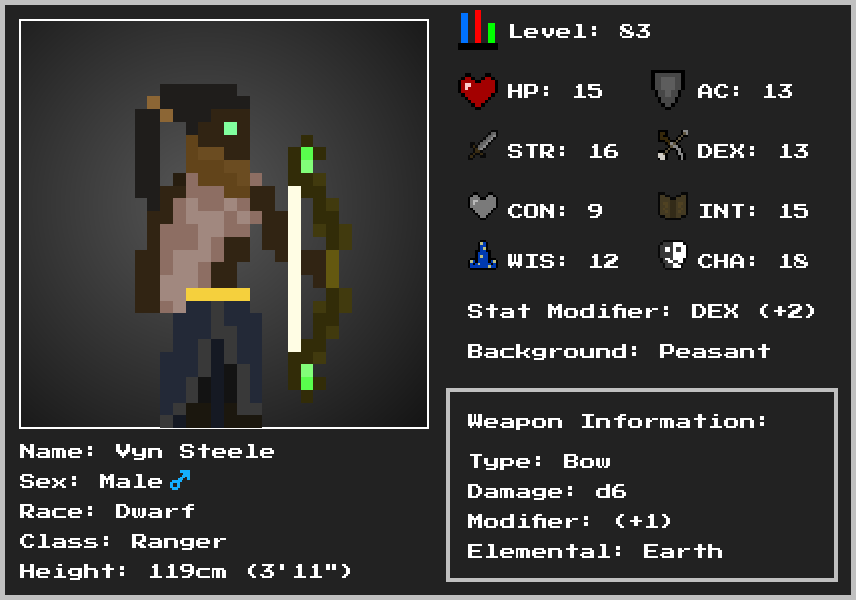 Level: 83
HP: 15 AC: 13
STR: 16 DEX: 13
CON: 9 INT: 15
WIS: 12 CHA: 18
Stat Modifier: DEX (+2)
Background: Peasant
Weapon Information:
Type: Bow
Damage: d6
Modifier: (+1)
Elemental: Earth
Name: Vyn Steele
Sex: Male ♂
Race: Dwarf
Class: Ranger
Height: 119cm (3'11")